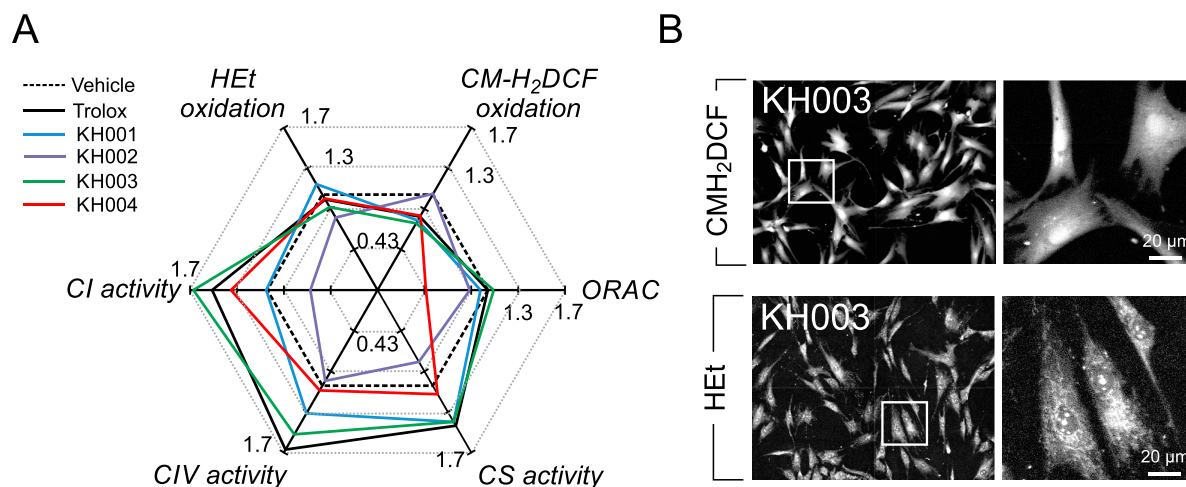 A
Vehicle
Trolox
KH001
KH002
KH003
KH004
HEt
oxidation
CM-H₂DCF
oxidation
1.7
1.7
1.3
1.3
0.43
1.7
CI activity
ORAC
1.3
1.7
0.43
1.7
1.7
CIV activity
CS activity
B
CMH₂DCF
KH003
20 µm
HEt
KH003
20 µm